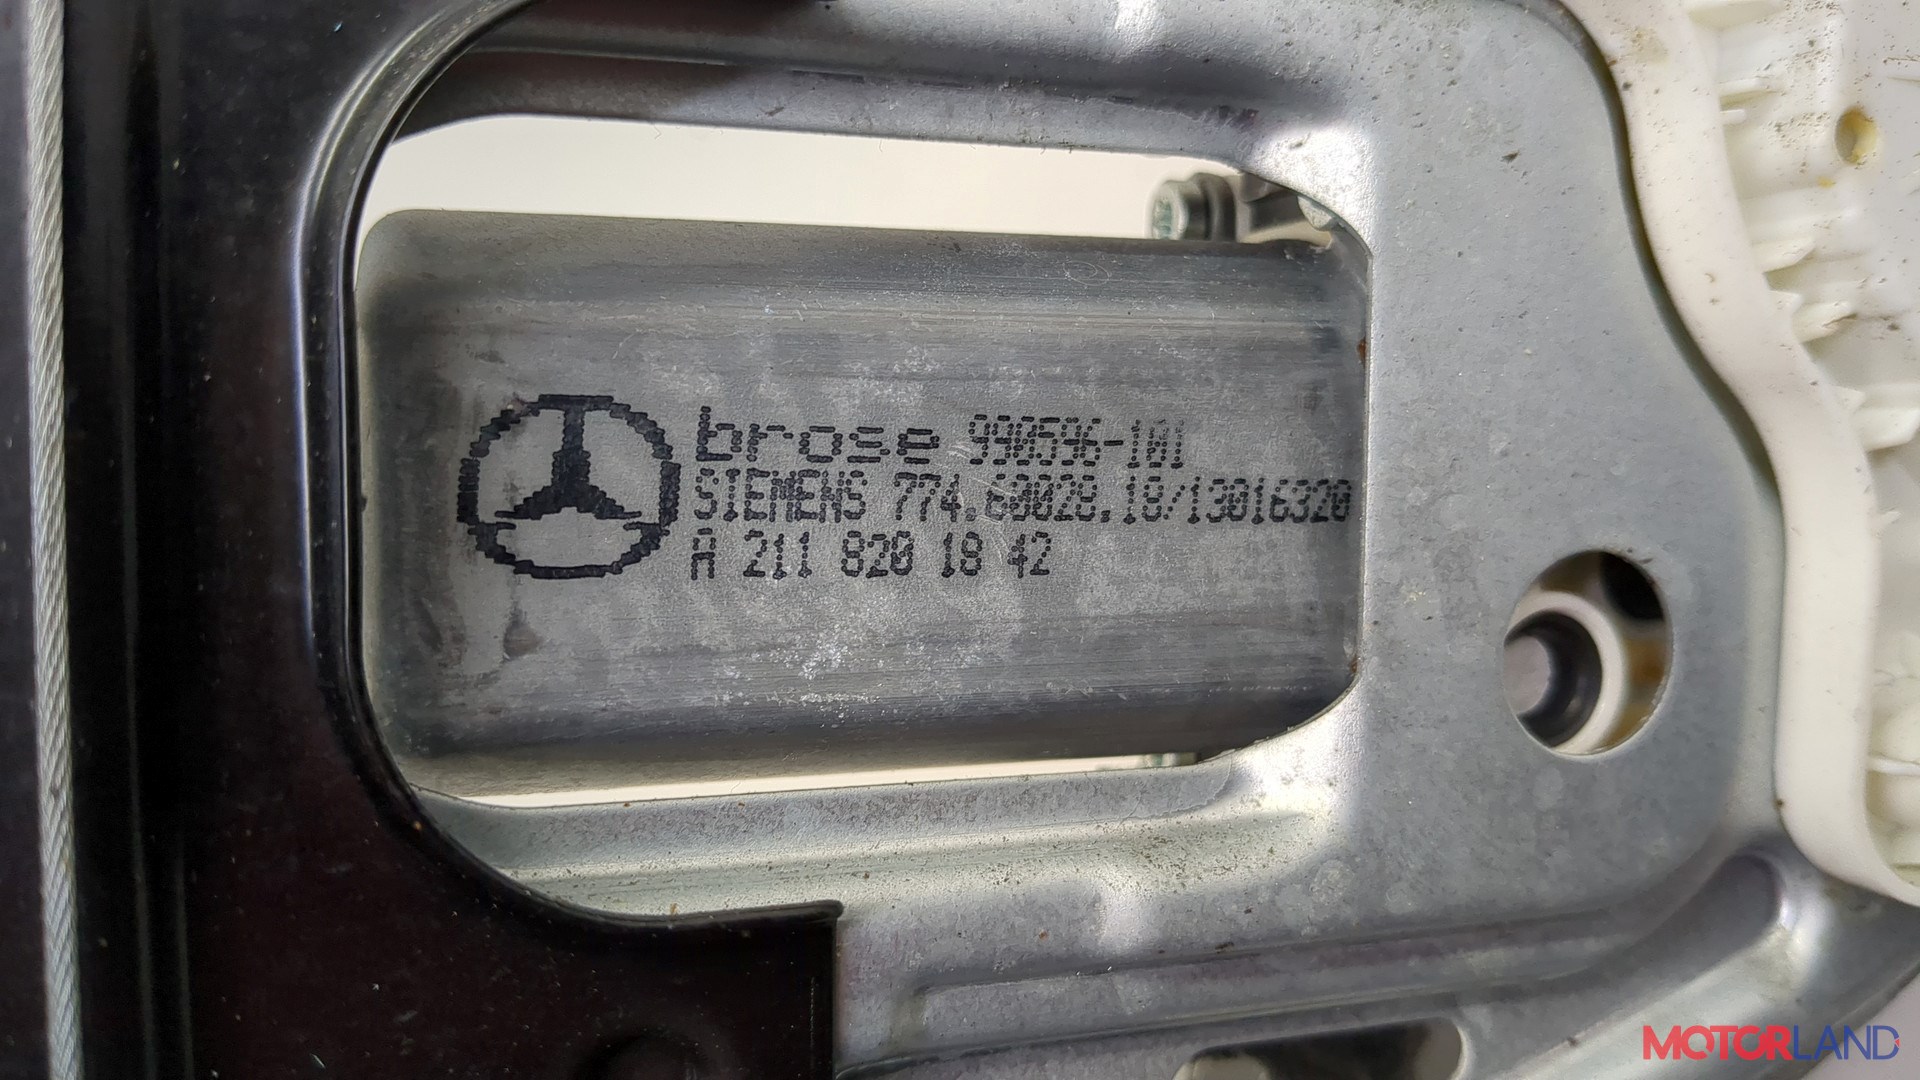 brose 990596-101
SIEMENS 774.60028.18/13016320
A 211 820 18 42
MOTORLAND